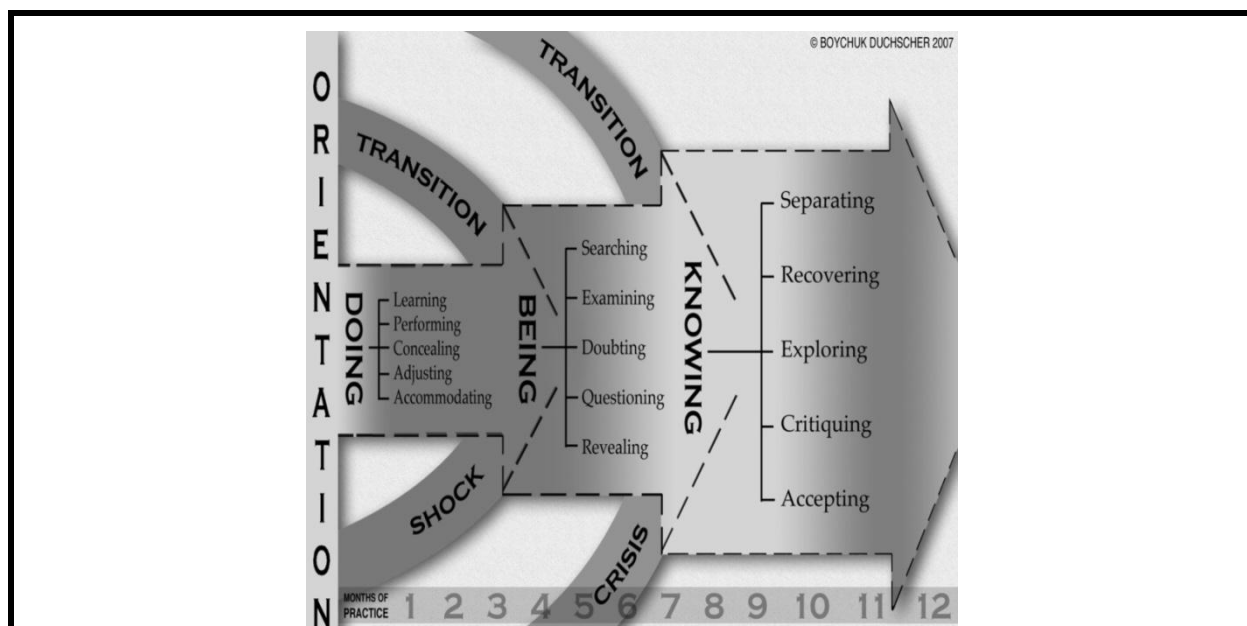 © BOYCHUK DUCHSCHER 2007
ORIENTATION
TRANSITION
TRANSITION
DOING
Learning
Performing
Concealing
Adjusting
Accommodating
SHOCK
BEING
Searching
Examining
Doubting
Questioning
Revealing
CRISIS
KNOWING
Separating
Recovering
Exploring
Critiquing
Accepting
MONTHS OF
PRACTICE
1 2 3 4 5 6 7 8 9 10 11 12